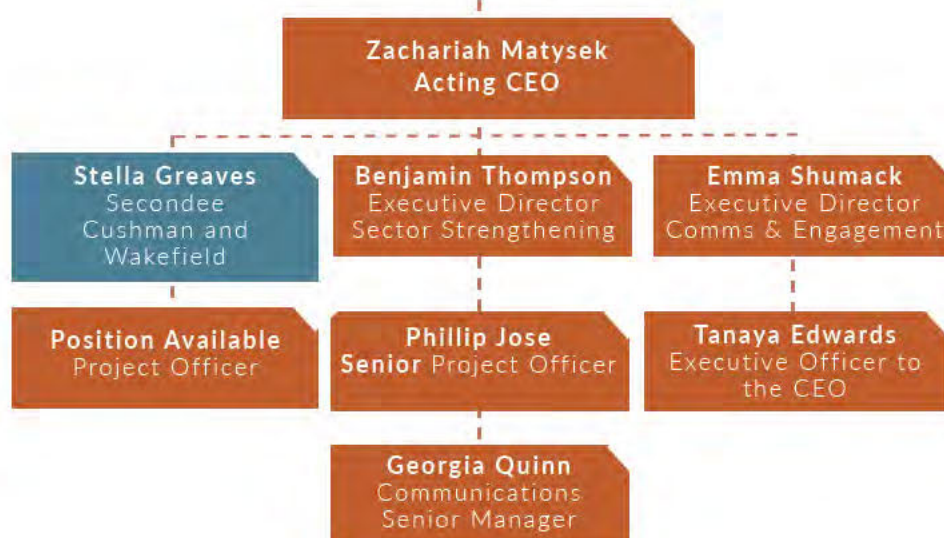 Zachariah Matysek
Acting CEO
Stella Greaves
Secondee
Cushman and
Wakefield
Benjamin Thompson
Executive Director
Sector Strengthening
Emma Shumack
Executive Director
Comms & Engagement
Position Available
Project Officer
Phillip Jose
Senior Project Officer
Tanaya Edwards
Executive Officer to
the CEO
Georgia Quinn
Communications
Senior Manager